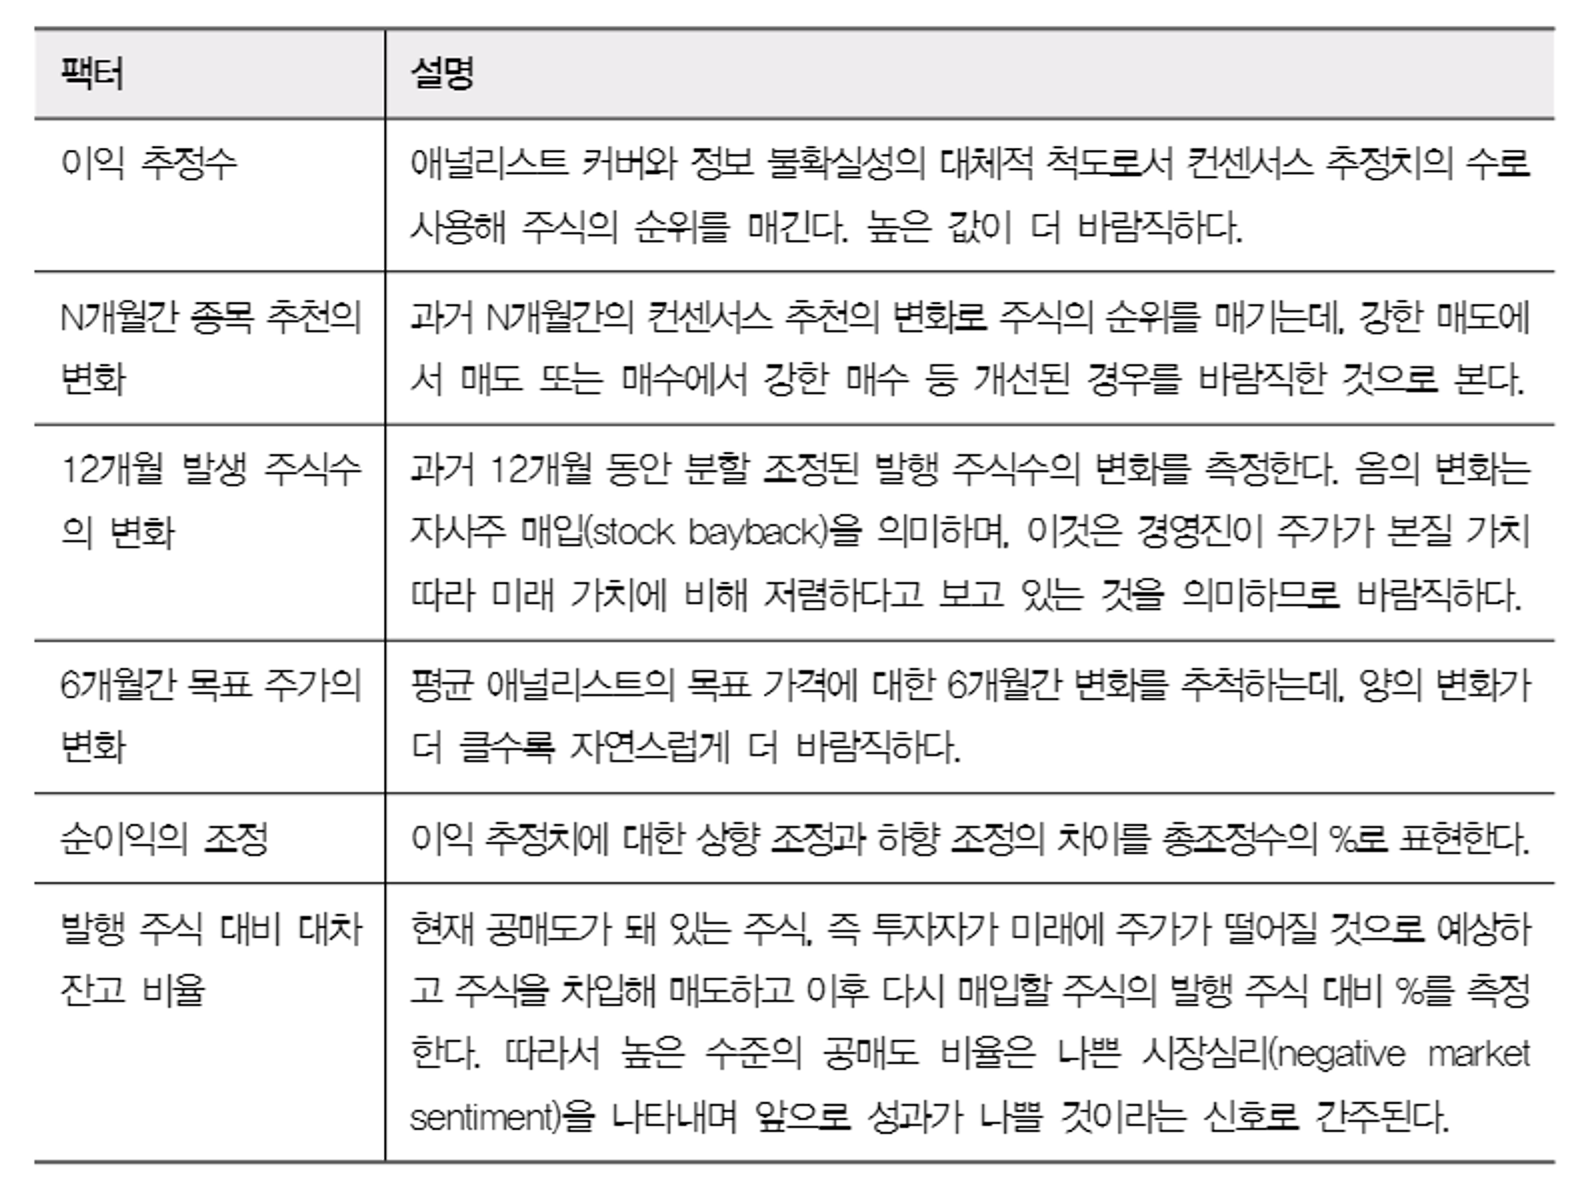 팩터 설명
이익 추정수 애널리스트 커버와 정보 불확실성의 대체적 척도로서 컨센서스 추정치의 수로
사용해 주식의 순위를 매긴다. 높은 값이 더 바람직하다.
N개월간 종목 추천의 과거 N개월간의 컨센서스 추천의 변화로 주식의 순위를 매기는데, 강한 매도에
변화 서 매도 또는 매수에서 강한 매수 등 개선된 경우를 바람직한 것으로 본다.
12개월 발생 주식수 과거 12개월 동안 분할 조정된 발행 주식수의 변화를 측정한다. 옴의 변화는
의 변화 자사주 매입(stock bayback)을 의미하며, 이것은 경영진이 주가가 본질 가치
따라 미래 가치에 비해 저렴하다고 보고 있는 것을 의미하므로 바람직하다.
6개월간 목표 주가의 평균 애널리스트의 목표 가격에 대한 6개월간 변화를 추척하는데, 양의 변화가
변화 더 클수록 자연스럽게 더 바람직하다.
순이익의 조정 이익 추정치에 대한 상향 조정과 하향 조정의 차이를 총조정수의 %로 표현한다.
발행 주식 대비 대차 현재 공매도가 돼 있는 주식, 즉 투자자가 미래에 주가가 떨어질 것으로 예상하
잔고 비율 고 주식을 차입해 매도하고 이후 다시 매입할 주식의 발행 주식 대비 %를 측정
한다. 따라서 높은 수준의 공매도 비율은 나쁜 시장심리(negative market
sentiment)을 나타내며 앞으로 성과가 나쁠 것이라는 신호로 간주된다.